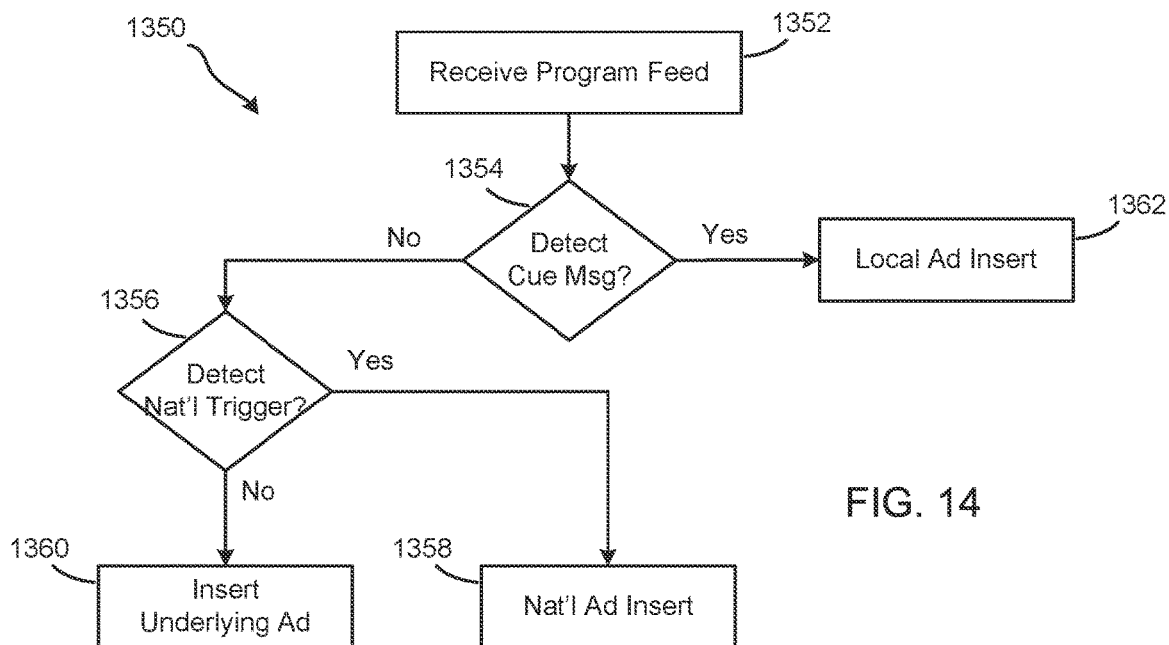 1350
1352
Receive Program Feed
1354
1362
No
Detect
Cue Msg?
Yes
Local Ad Insert
1356
Detect
Nat'l Trigger?
Yes
No
FIG. 14
1360
1358
Insert
Underlying Ad
Nat'l Ad Insert